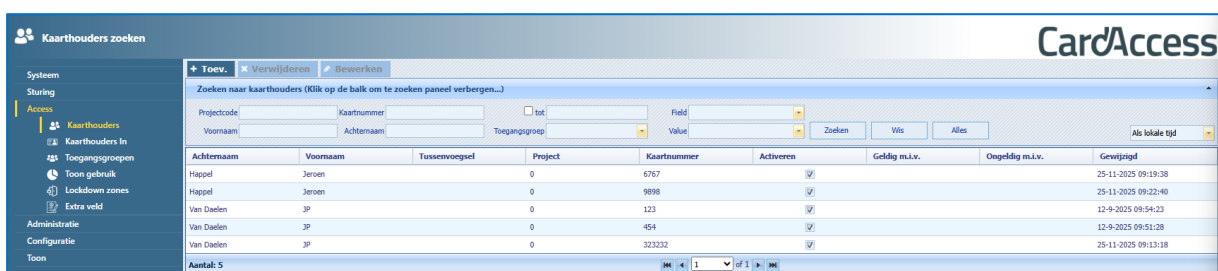 Kaarthouders zoeken
CardAccess
Systeem
Sturing
Access
Kaarthouders
Kaarthouders In
Toegangsgroepen
Toon gebruik
Lockdown zones
Extra veld
Administratie
Configuratie
Toon
+ Toev. Verwijderen Bewerken
Zoeken naar kaarthouders (Klik op de balk om te zoeken paneel verbergen...)
Projectcode Kaartnummer tot Field
Voornaam Achternaam Toegangsgroep Value Zoeken Wis Alles Als lokale tijd
Achternaam Voornaam Tussenvoegsel Project Kaartnummer Activeren Geldig m.i.v. Ongeldig m.i.v. Gewijzigd
Happel Jeroen 0 6767 25-11-2025 09:19:38
Happel Jeroen 0 9898 25-11-2025 09:22:40
Van Daelen JP 0 123 12-9-2025 09:54:23
Van Daelen JP 0 454 12-9-2025 09:51:28
Van Daelen JP 0 323232 25-11-2025 09:13:18
Aantal: 5 1 of 1